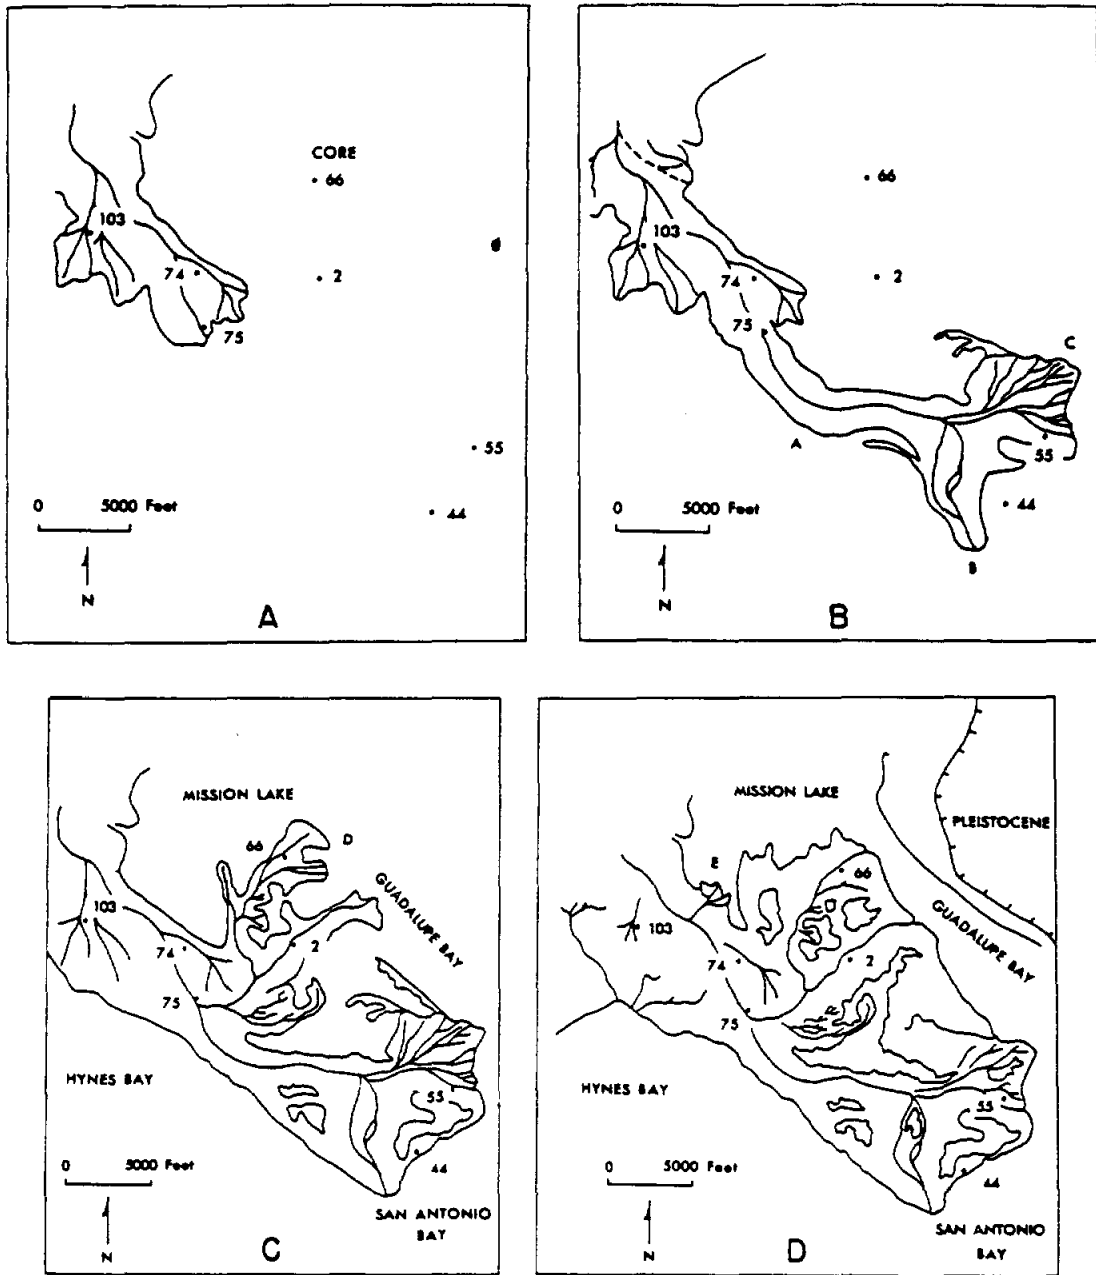 CORE
66
103
74
2
75
55
44
0 5000 Feet
N
A
66
103
74
2
75
C
A
55
44
B
0 5000 Feet
N
B
MISSION LAKE
66
D
GUADALUPE BAY
103
74
2
75
HYNES BAY
55
44
0 5000 Feet
N
SAN ANTONIO
BAY
C
MISSION LAKE
PLEISTOCENE
E
66
D
GUADALUPE BAY
103
74
2
75
HYNES BAY
55
44
0 5000 Feet
N
SAN ANTONIO
BAY
D